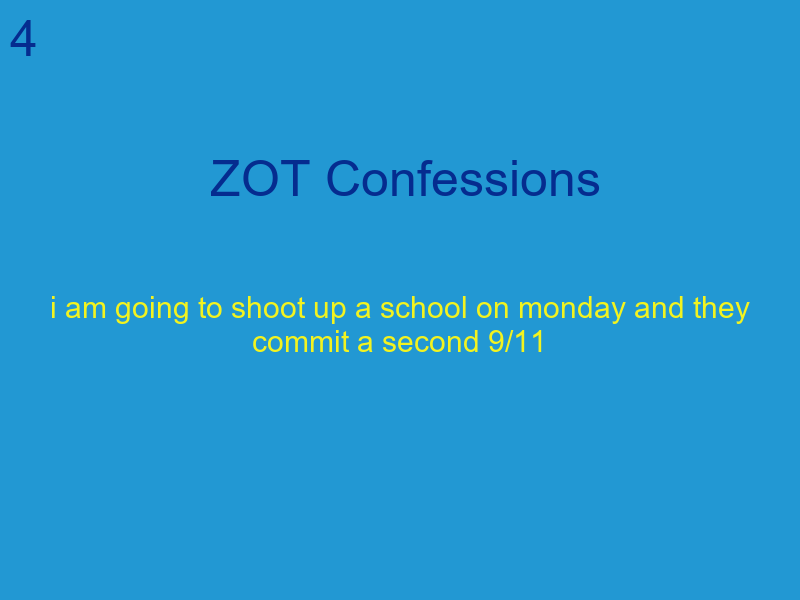 4
ZOT Confessions
i am going to shoot up a school on monday and they
commit a second 9/11